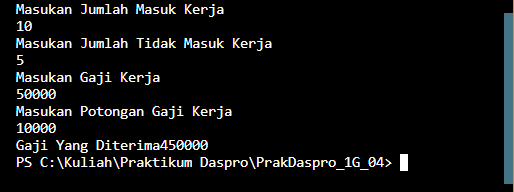 Masukan Jumlah Masuk Kerja
10
Masukan Jumlah Tidak Masuk Kerja
5
Masukan Gaji Kerja
50000
Masukan Potongan Gaji Kerja
10000
Gaji Yang Diterima450000
PS C:\Kuliah\Praktikum Daspro\PrakDaspro_1G_04>